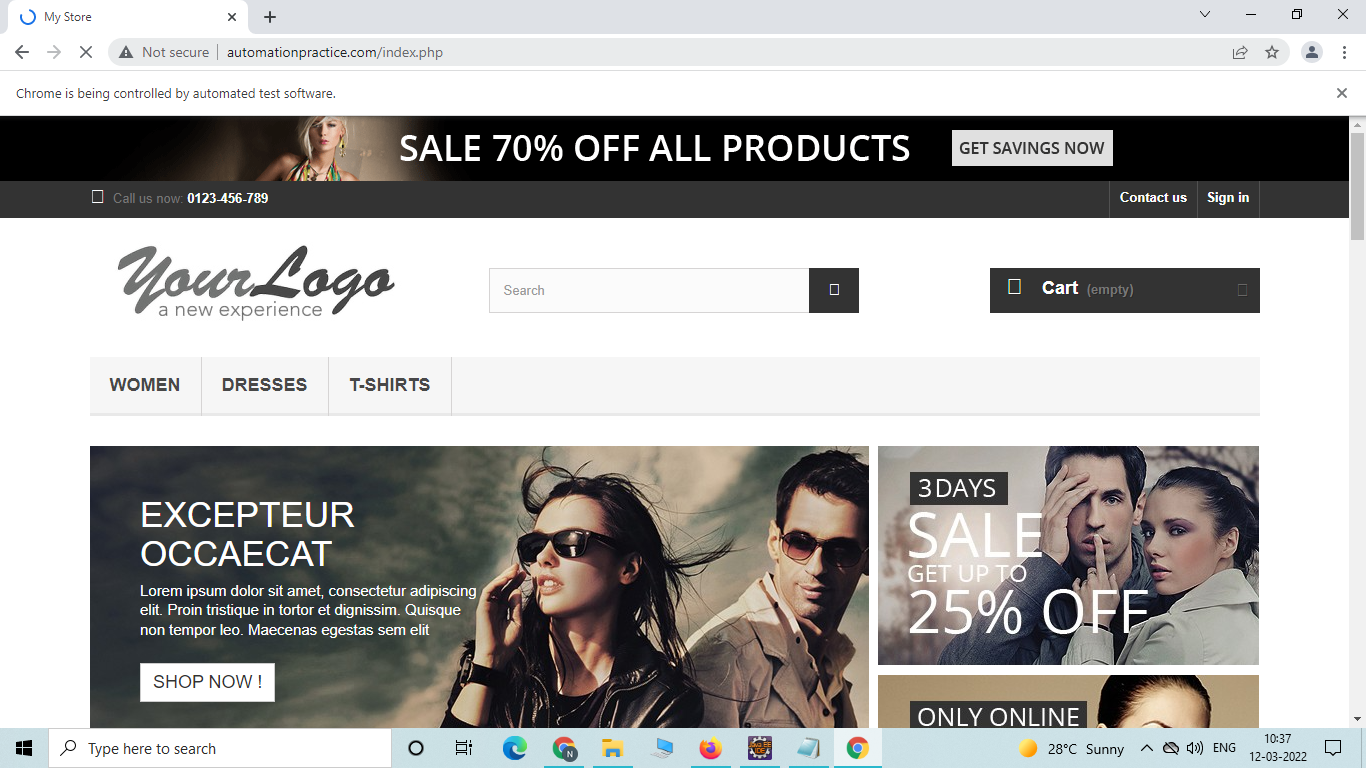 My Store
Not secure
automationpractice.com/index.php
Chrome is being controlled by automated test software.
SALE 70% OFF ALL PRODUCTS
GET SAVINGS NOW
Call us now: 0123-456-789
Contact us
Sign in
YourLogo
a new experience
Search
Cart (empty)
WOMEN
DRESSES
T-SHIRTS
EXCEPTEUR
OCCAECAT
Lorem ipsum dolor sit amet, consectetur adipiscing
elit. Proin tristique in tortor et dignissim. Quisque
non tempor leo. Maecenas egestas sem elit
SHOP NOW !
3 DAYS
SALE
GET UP TO
25% OFF
ONLY ONLINE
Type here to search
N
28°C Sunny
ENG
10:37
12-03-2022